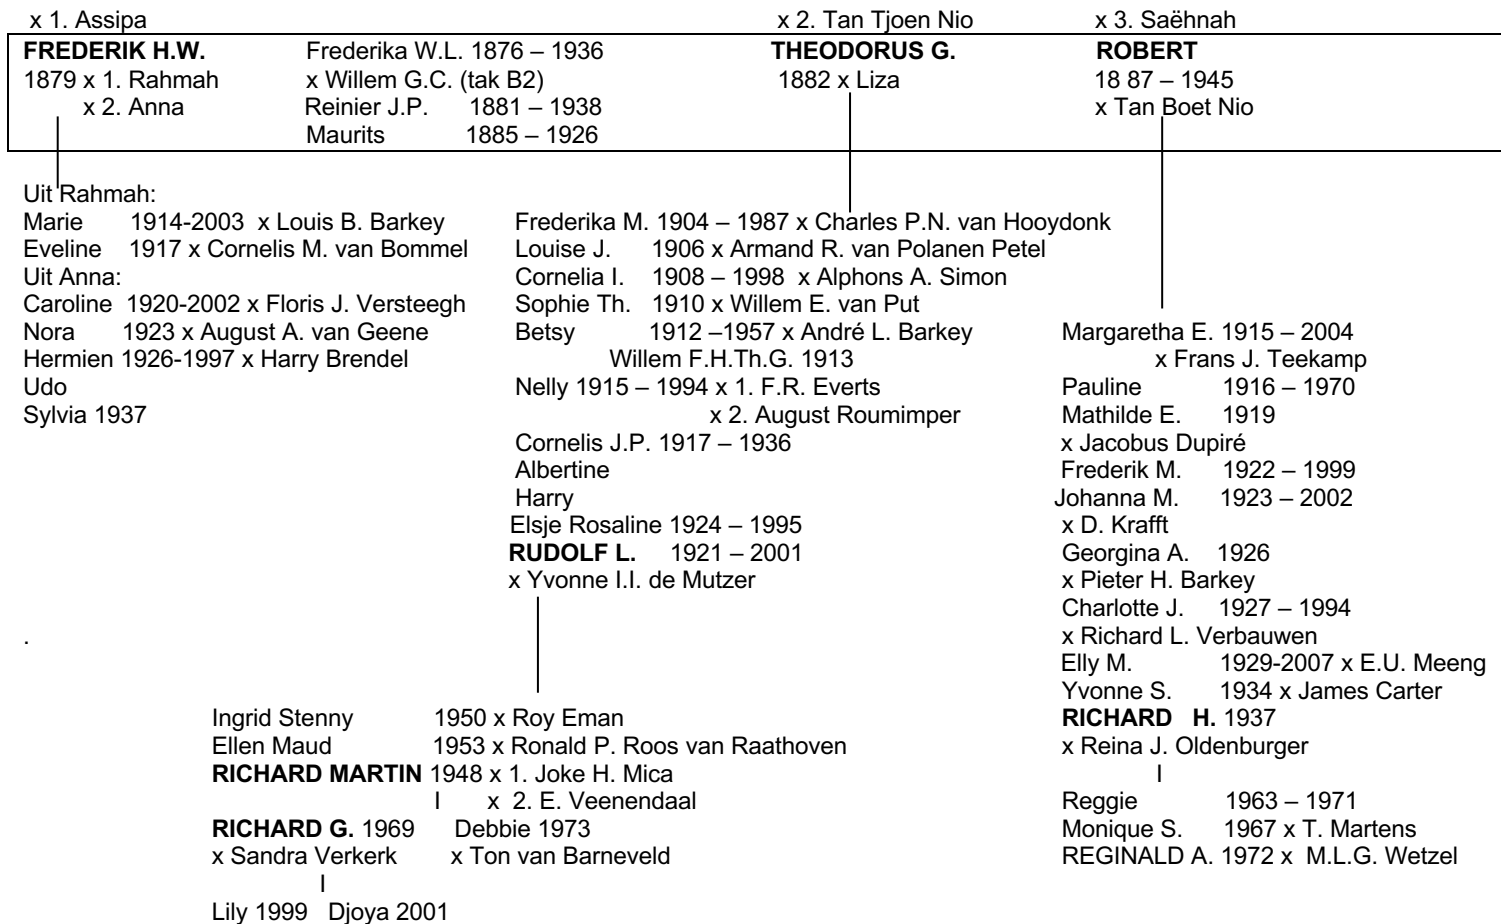 x 1. Assipa x 2. Tan Tjoen Nio x 3. Saëhnah
FREDERIK H.W. Frederika W.L. 1876 – 1936 THEODORUS G. ROBERT
1879 x 1. Rahmah x Willem G.C. (tak B2) 1882 x Liza 18 87 – 1945
x 2. Anna Reinier J.P. 1881 – 1938 x Tan Boet Nio
Maurits 1885 – 1926
Uit Rahmah:
Marie 1914-2003 x Louis B. Barkey Frederika M. 1904 – 1987 x Charles P.N. van Hooydonk
Eveline 1917 x Cornelis M. van Bommel Louise J. 1906 x Armand R. van Polanen Petel
Uit Anna: Cornelia I. 1908 – 1998 x Alphons A. Simon
Caroline 1920-2002 x Floris J. Versteegh Sophie Th. 1910 x Willem E. van Put
Nora 1923 x August A. van Geene Betsy 1912 –1957 x André L. Barkey Margaretha E. 1915 – 2004
Hermien 1926-1997 x Harry Brendel Willem F.H.Th.G. 1913 x Frans J. Teekamp
Udo Nelly 1915 – 1994 x 1. F.R. Everts Pauline 1916 – 1970
Sylvia 1937 x 2. August Roumimper Mathilde E. 1919
Cornelis J.P. 1917 – 1936 x Jacobus Dupiré
Albertine Frederik M. 1922 – 1999
Harry Johanna M. 1923 – 2002
Elsje Rosaline 1924 – 1995 x D. Krafft
RUDOLF L. 1921 – 2001 Georgina A. 1926
x Yvonne I.I. de Mutzer x Pieter H. Barkey
Charlotte J. 1927 – 1994
. x Richard L. Verbauwen
Elly M. 1929-2007 x E.U. Meeng
Yvonne S. 1934 x James Carter
Ingrid Stenny 1950 x Roy Eman RICHARD H. 1937
Ellen Maud 1953 x Ronald P. Roos van Raathoven x Reina J. Oldenburger
RICHARD MARTIN 1948 x 1. Joke H. Mica I
I x 2. E. Veenendaal Reggie 1963 – 1971
RICHARD G. 1969 Debbie 1973 Monique S. 1967 x T. Martens
x Sandra Verkerk x Ton van Barneveld REGINALD A. 1972 x M.L.G. Wetzel
I
Lily 1999 Djoya 2001